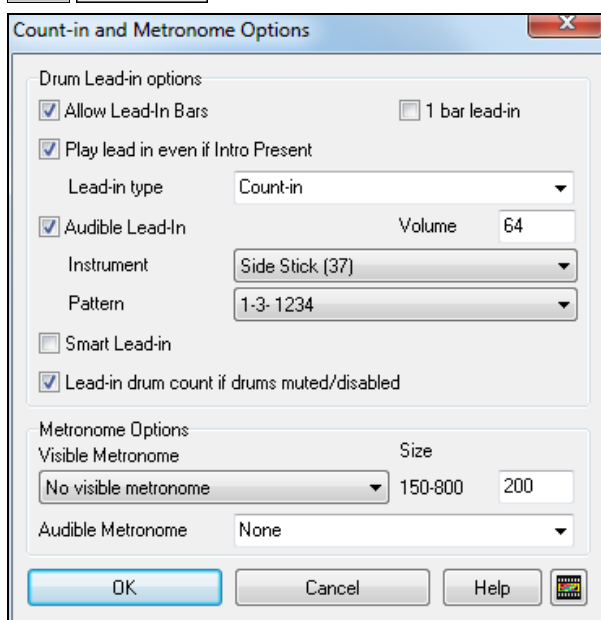 Count-in and Metronome Options
Drum Lead-in options
Allow Lead-In Bars
1 bar lead-in
Play lead in even if Intro Present
Lead-in type
Count-in
Audible Lead-In
Volume
64
Instrument
Side Stick (37)
Pattern
1-3- 1234
Smart Lead-in
Lead-in drum count if drums muted/disabled
Metronome Options
Visible Metronome
Size
No visible metronome
150-800
200
Audible Metronome
None
OK
Cancel
Help